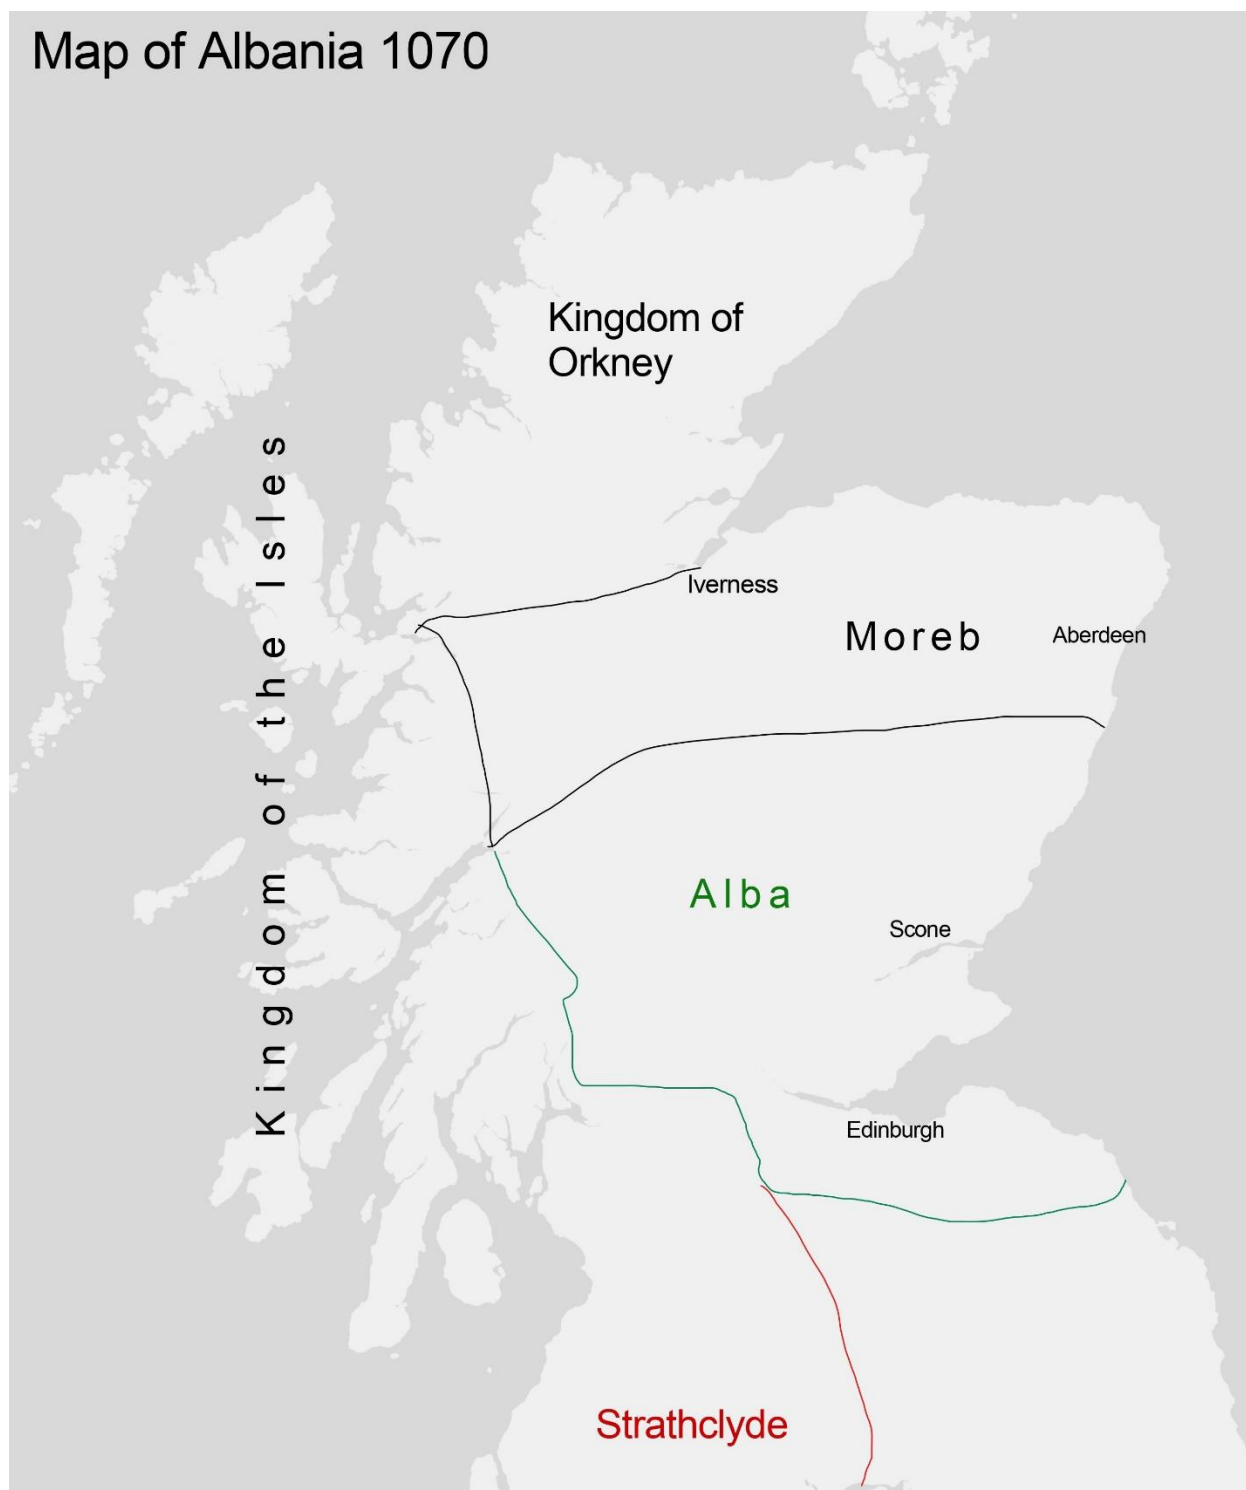 Map of Albania 1070
Kingdom of
Orkney
Kingdom of the Isles
Iverness
Moreb
Aberdeen
Alba
Scone
Edinburgh
Strathclyde